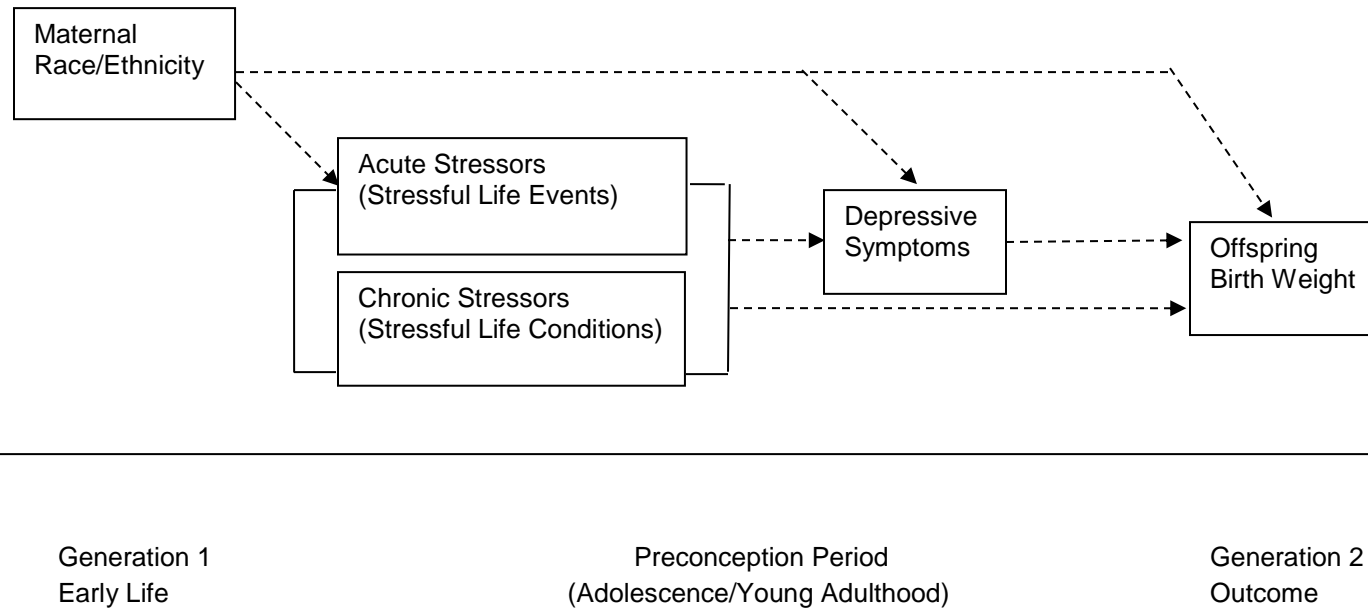 Maternal
Race/Ethnicity
Acute Stressors
(Stressful Life Events)
Chronic Stressors
(Stressful Life Conditions)
Depressive
Symptoms
Offspring
Birth Weight
Generation 1
Early Life
Preconception Period
(Adolescence/Young Adulthood)
Generation 2
Outcome